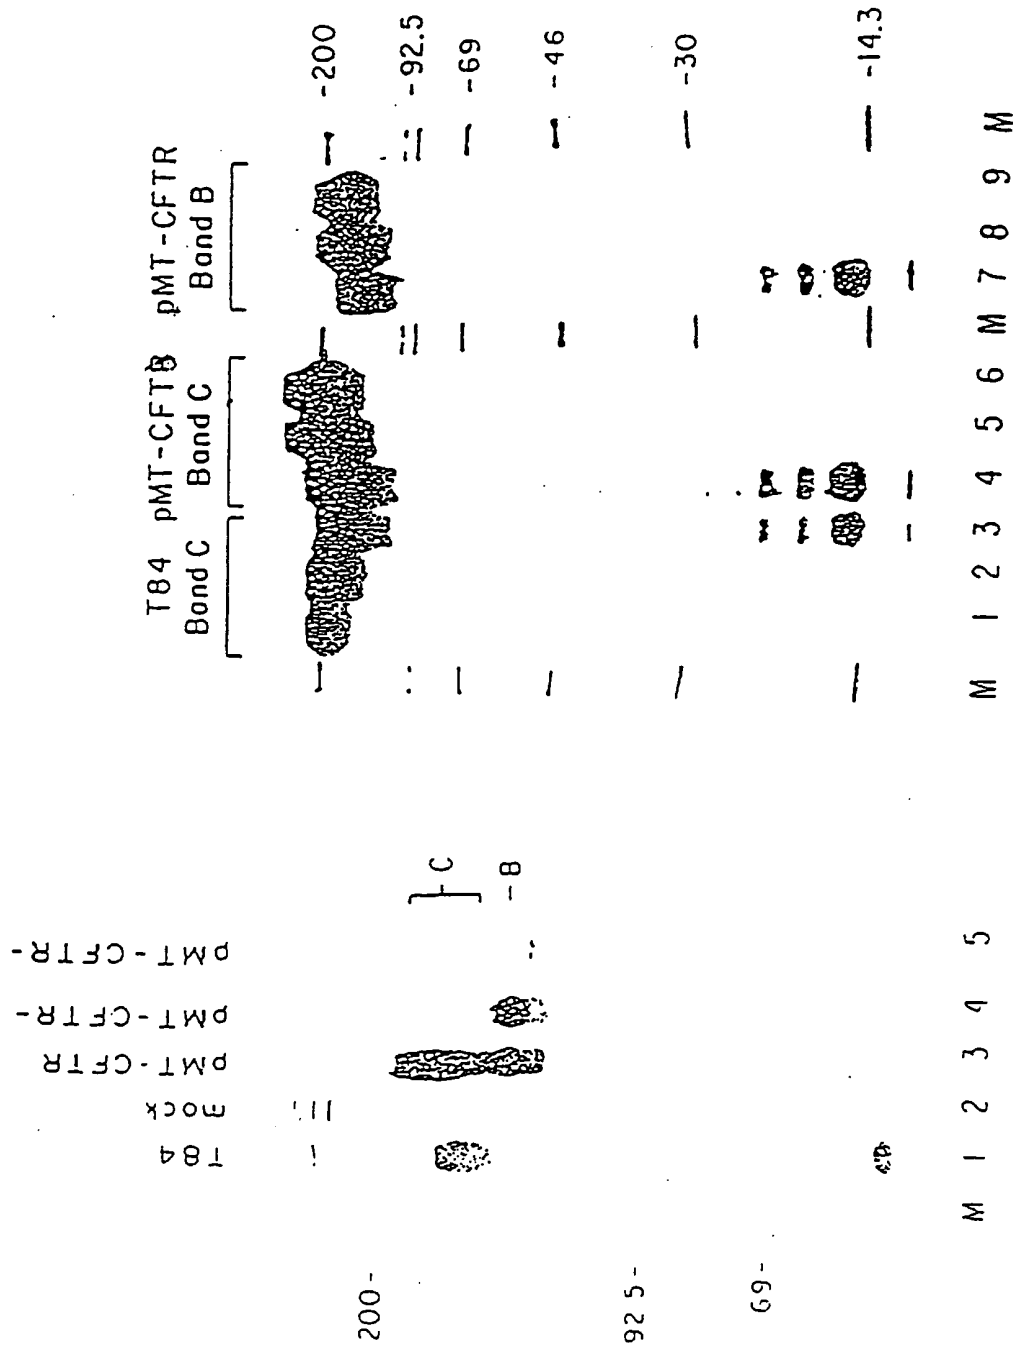 T84 pMT-CFTR pMT-CFTR
Band C Band C Band B
-200
-92.5
-69
-46
-30
-14.3
M 1 2 3 4 5 6 M 7 8 9 M
T84
mock
pMT-CFTR
pMT-CFTR-
pMT-CFTR-
C
-B
200-
92 5-
69-
M 1 2 3 4 5